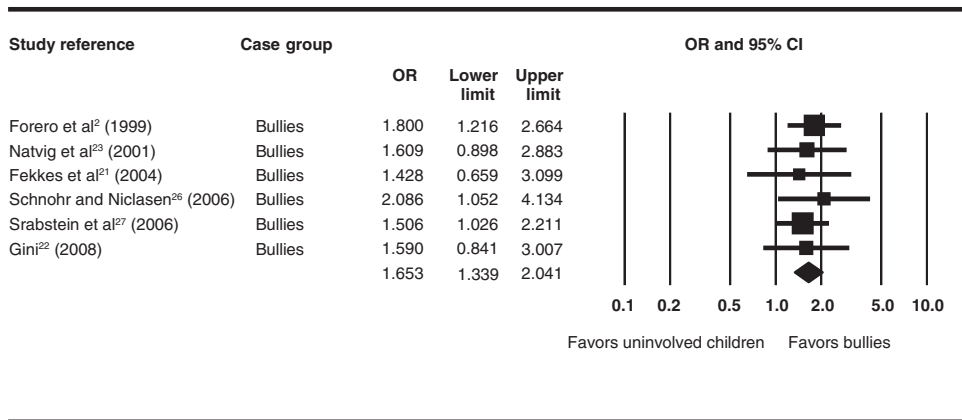 Study reference Case group OR and 95% CI
OR Lower limit Upper limit
Forero et al² (1999) Bullies 1.800 1.216 2.664
Natvig et al²³ (2001) Bullies 1.609 0.898 2.883
Fekkes et al²¹ (2004) Bullies 1.428 0.659 3.099
Schnohr and Niclasen²⁶ (2006) Bullies 2.086 1.052 4.134
Srabstein et al²⁷ (2006) Bullies 1.506 1.026 2.211
Gini²² (2008) Bullies 1.590 0.841 3.007
1.653 1.339 2.041
0.1 0.2 0.5 1.0 2.0 5.0 10.0
Favors uninvolved children Favors bullies